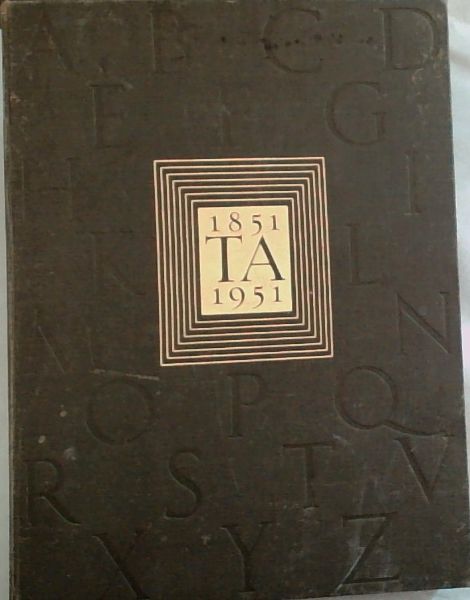 A B C D
E F G
H I
1851
TA
1951
K L
M N
O P Q
R S T V
X Y Z